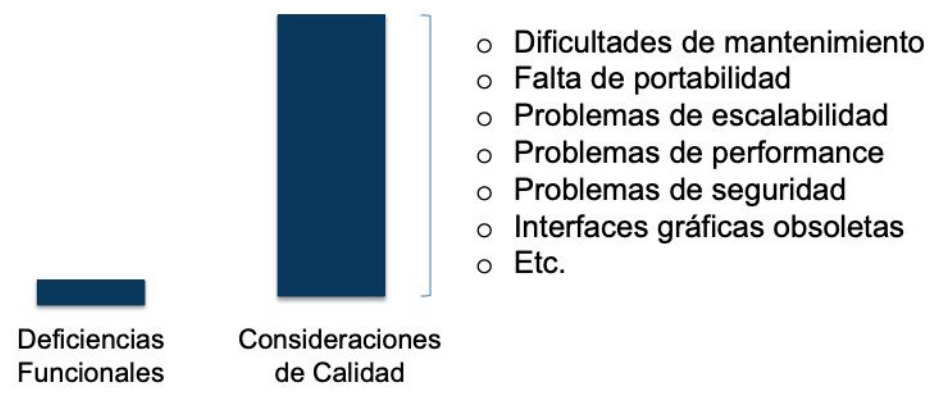 o Dificultades de mantenimiento
o Falta de portabilidad
o Problemas de escalabilidad
o Problemas de performance
o Problemas de seguridad
o Interfaces gráficas obsoletas
o Etc.
Deficiencias
Funcionales
Consideraciones
de Calidad